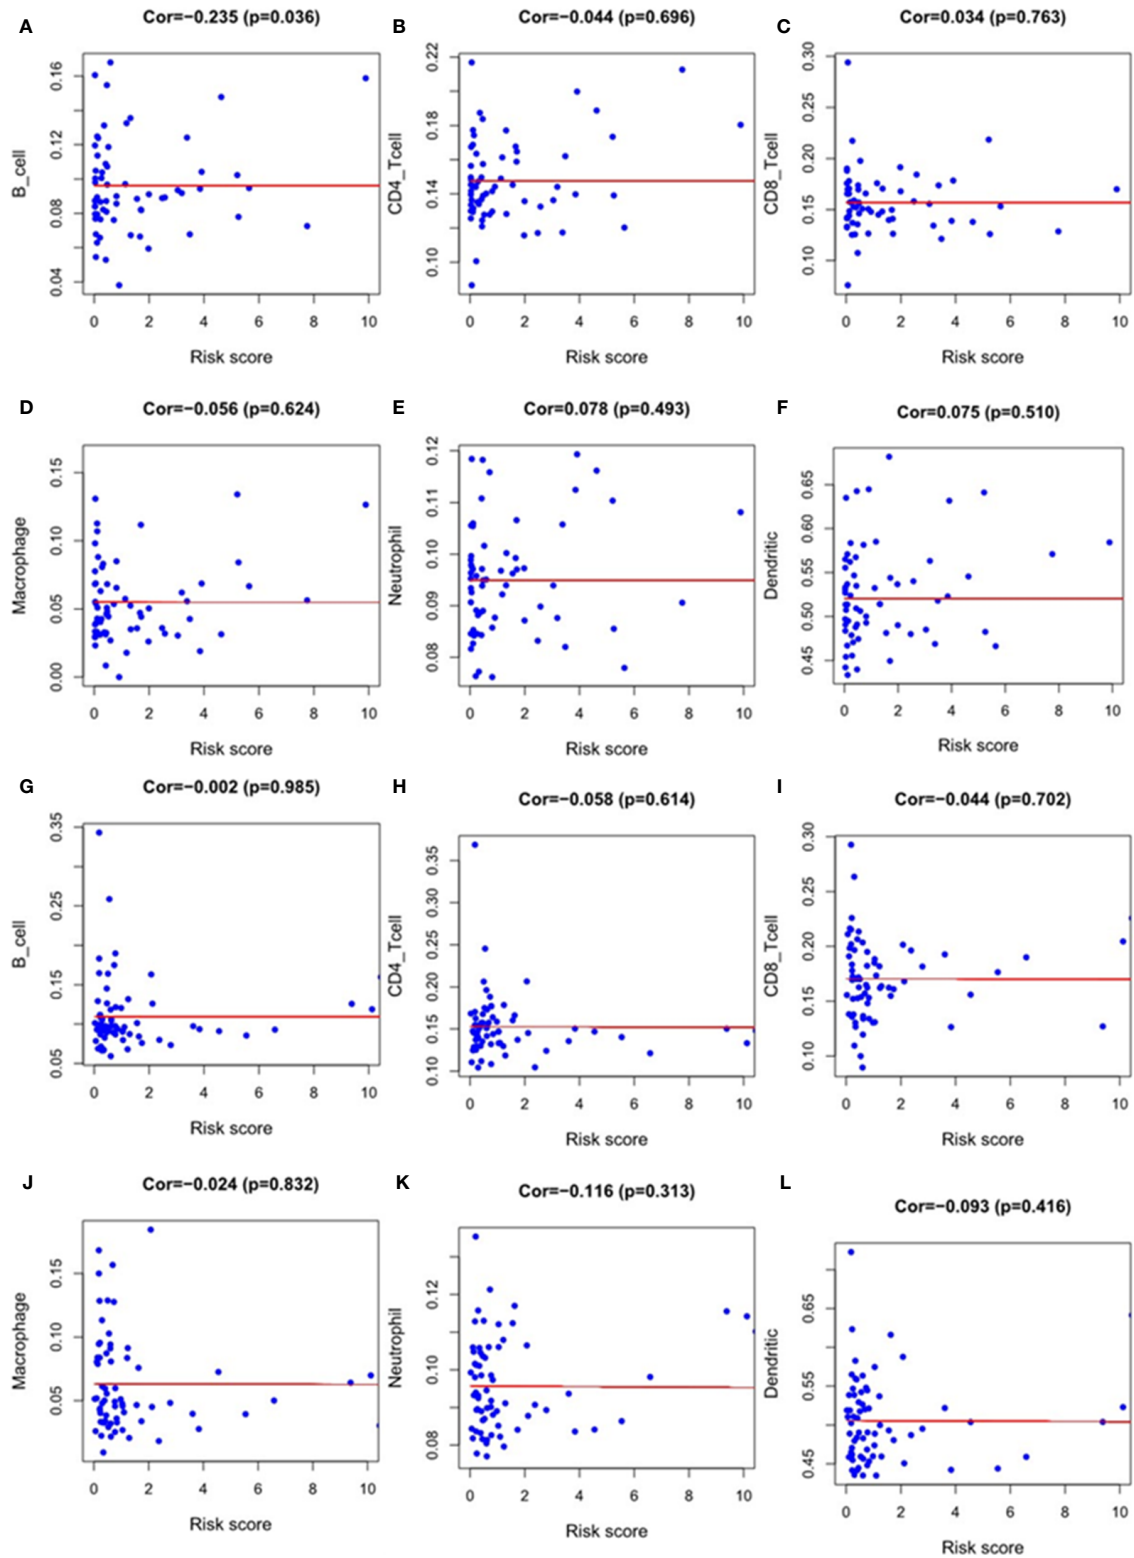 A
Cor=−0.235 (p=0.036)
B_cell
0.04 0.08 0.12 0.16
0 2 4 6 8 10
Risk score
B
Cor=−0.044 (p=0.696)
CD4_Tcell
0.10 0.14 0.18 0.22
0 2 4 6 8 10
Risk score
C
Cor=0.034 (p=0.763)
CD8_Tcell
0.10 0.15 0.20 0.25 0.30
0 2 4 6 8 10
Risk score
D
Cor=−0.056 (p=0.624)
Macrophage
0.00 0.05 0.10 0.15
0 2 4 6 8 10
Risk score
E
Cor=0.078 (p=0.493)
Neutrophil
0.08 0.09 0.10 0.11 0.12
0 2 4 6 8 10
Risk score
F
Cor=0.075 (p=0.510)
Dendritic
0.45 0.50 0.55 0.60 0.65
0 2 4 6 8 10
Risk score
G
Cor=−0.002 (p=0.985)
B_cell
0.05 0.15 0.25 0.35
0 2 4 6 8 10
Risk score
H
Cor=−0.058 (p=0.614)
CD4_Tcell
0.10 0.15 0.20 0.25 0.30 0.35
0 2 4 6 8 10
Risk score
I
Cor=−0.044 (p=0.702)
CD8_Tcell
0.10 0.15 0.20 0.25 0.30
0 2 4 6 8 10
Risk score
J
Cor=−0.024 (p=0.832)
Macrophage
0.05 0.10 0.15
0 2 4 6 8 10
Risk score
K
Cor=−0.116 (p=0.313)
Neutrophil
0.08 0.10 0.12
0 2 4 6 8 10
Risk score
L
Cor=−0.093 (p=0.416)
Dendritic
0.45 0.55 0.65
0 2 4 6 8 10
Risk score